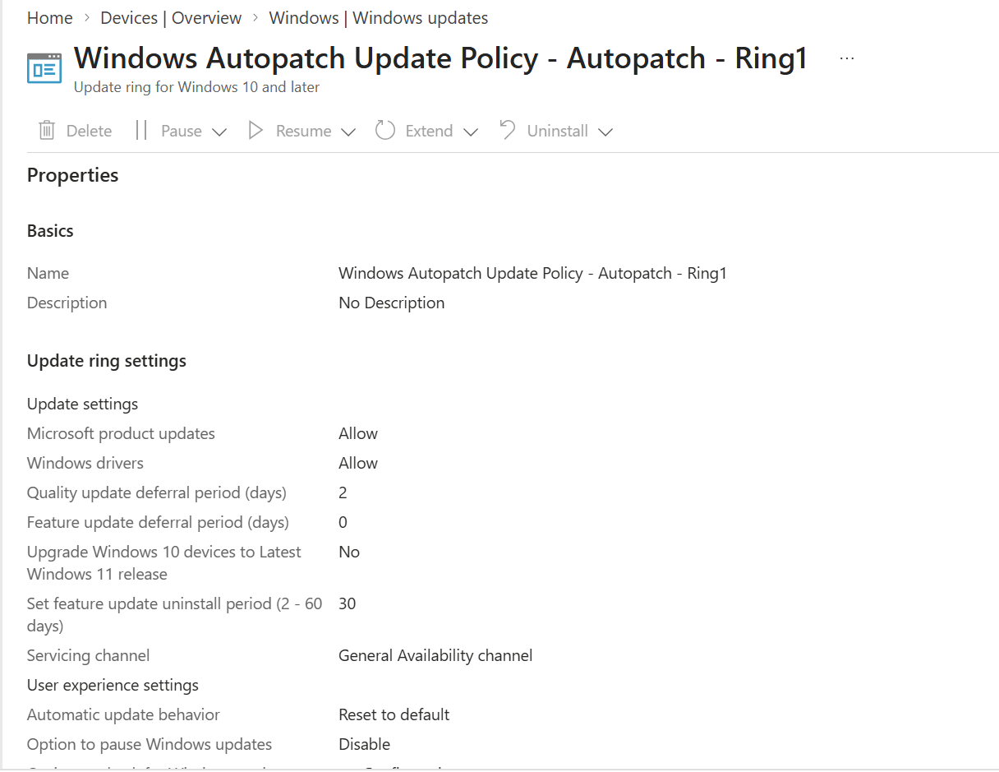 Home > Devices | Overview > Windows | Windows updates
Windows Autopatch Update Policy - Autopatch - Ring1 ...
Update ring for Windows 10 and later
Delete Pause Resume Extend Uninstall
Properties
Basics
Name Windows Autopatch Update Policy - Autopatch - Ring1
Description No Description
Update ring settings
Update settings
Microsoft product updates Allow
Windows drivers Allow
Quality update deferral period (days) 2
Feature update deferral period (days) 0
Upgrade Windows 10 devices to Latest No
Windows 11 release
Set feature update uninstall period (2 - 60 30
days)
Servicing channel General Availability channel
User experience settings
Automatic update behavior Reset to default
Option to pause Windows updates Disable